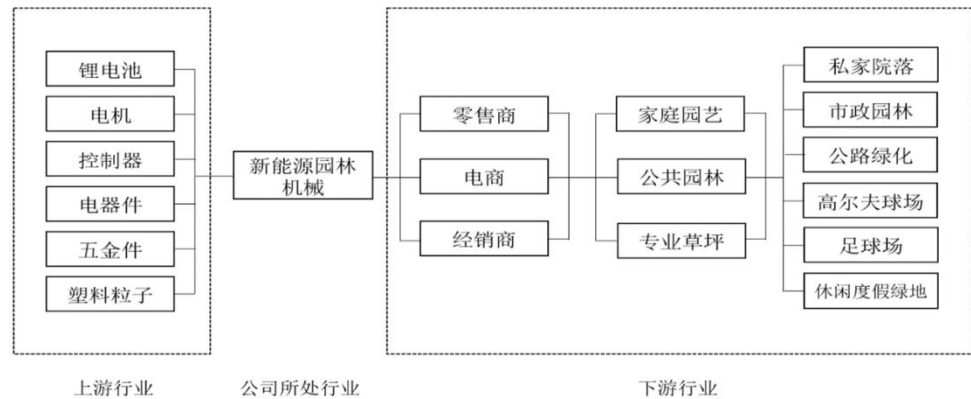 锂电池
电机
控制器
电器件
五金件
塑料粒子
新能源园林
机械
零售商
电商
经销商
家庭园艺
公共园林
专业草坪
私家院落
市政园林
公路绿化
高尔夫球场
足球场
休闲度假绿地
上游行业
公司所处行业
下游行业